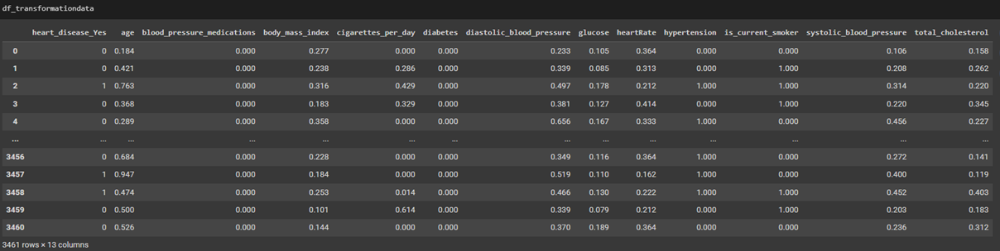 df_transformationdata
heart_disease_Yes age blood_pressure_medications body_mass_index cigarettes_per_day diabetes diastolic_blood_pressure glucose heartRate hypertension is_current_smoker systolic_blood_pressure total_cholesterol
0 0 0.184 0.000 0.277 0.000 0.000 0.233 0.105 0.364 0.000 0.000 0.106 0.158
1 0 0.421 0.000 0.238 0.286 0.000 0.339 0.085 0.313 0.000 1.000 0.208 0.262
2 1 0.763 0.000 0.316 0.429 0.000 0.497 0.178 0.212 1.000 1.000 0.314 0.220
3 0 0.368 0.000 0.183 0.329 0.000 0.381 0.127 0.414 0.000 1.000 0.220 0.345
4 0 0.289 0.000 0.358 0.000 0.000 0.656 0.167 0.333 1.000 0.000 0.456 0.227
... ... ... ... ... ... ... ... ... ... ... ... ... ...
3456 0 0.684 0.000 0.228 0.000 0.000 0.349 0.116 0.364 1.000 0.000 0.272 0.141
3457 1 0.947 0.000 0.184 0.000 0.000 0.519 0.110 0.162 1.000 0.000 0.400 0.119
3458 1 0.474 0.000 0.253 0.014 0.000 0.466 0.130 0.222 1.000 1.000 0.452 0.403
3459 0 0.500 0.000 0.101 0.614 0.000 0.339 0.079 0.212 0.000 1.000 0.203 0.183
3460 0 0.526 0.000 0.144 0.000 0.000 0.370 0.189 0.364 0.000 0.000 0.236 0.312
3461 rows × 13 columns